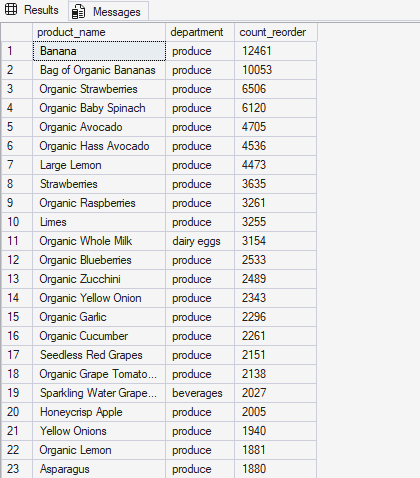 Results Messages
product_name department count_reorder
1 Banana produce 12461
2 Bag of Organic Bananas produce 10053
3 Organic Strawberries produce 6506
4 Organic Baby Spinach produce 6120
5 Organic Avocado produce 4705
6 Organic Hass Avocado produce 4536
7 Large Lemon produce 4473
8 Strawberries produce 3635
9 Organic Raspberries produce 3261
10 Limes produce 3255
11 Organic Whole Milk dairy eggs 3154
12 Organic Blueberries produce 2533
13 Organic Zucchini produce 2489
14 Organic Yellow Onion produce 2343
15 Organic Garlic produce 2296
16 Organic Cucumber produce 2261
17 Seedless Red Grapes produce 2151
18 Organic Grape Tomato... produce 2138
19 Sparkling Water Grape... beverages 2027
20 Honeycrisp Apple produce 2005
21 Yellow Onions produce 1940
22 Organic Lemon produce 1881
23 Asparagus produce 1880